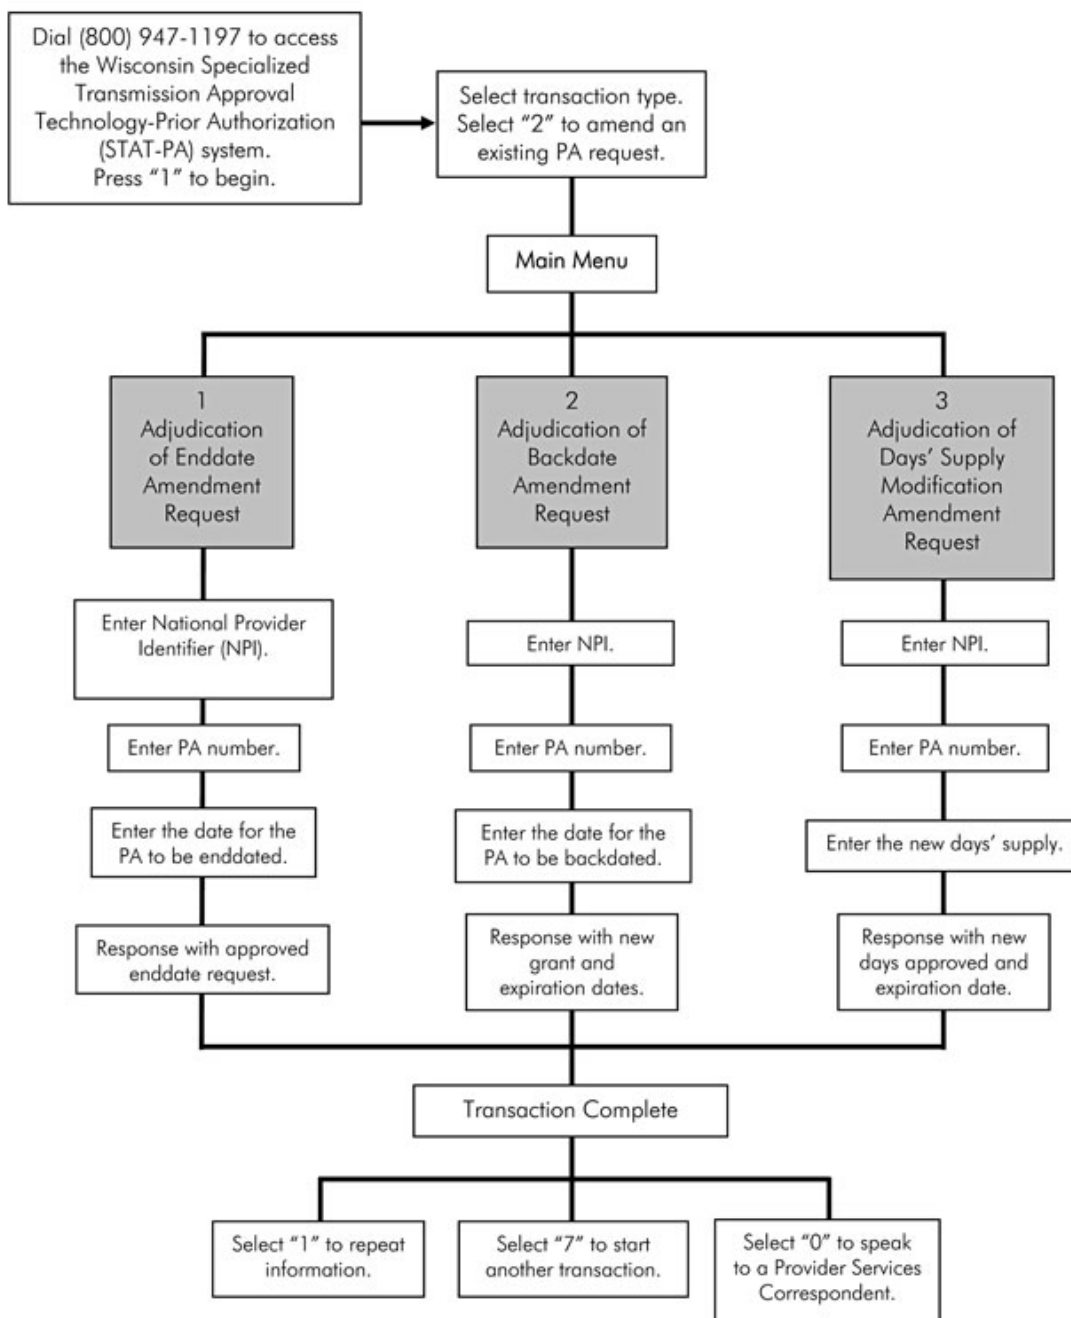 Dial (800) 947-1197 to access
the Wisconsin Specialized
Transmission Approval
Technology-Prior Authorization
(STAT-PA) system.
Press “1” to begin.
Select transaction type.
Select “2” to amend an
existing PA request.
Main Menu
1
Adjudication
of Enddate
Amendment
Request
Enter National Provider
Identifier (NPI).
Enter PA number.
Enter the date for the
PA to be enddated.
Response with approved
enddate request.
2
Adjudication of
Backdate
Amendment
Request
Enter NPI.
Enter PA number.
Enter the date for the
PA to be backdated.
Response with new
grant and
expiration dates.
3
Adjudication of
Days’ Supply
Modification
Amendment
Request
Enter NPI.
Enter PA number.
Enter the new days’ supply.
Response with new
days approved and
expiration date.
Transaction Complete
Select “1” to repeat
information.
Select “7” to start
another transaction.
Select “0” to speak
to a Provider Services
Correspondent.